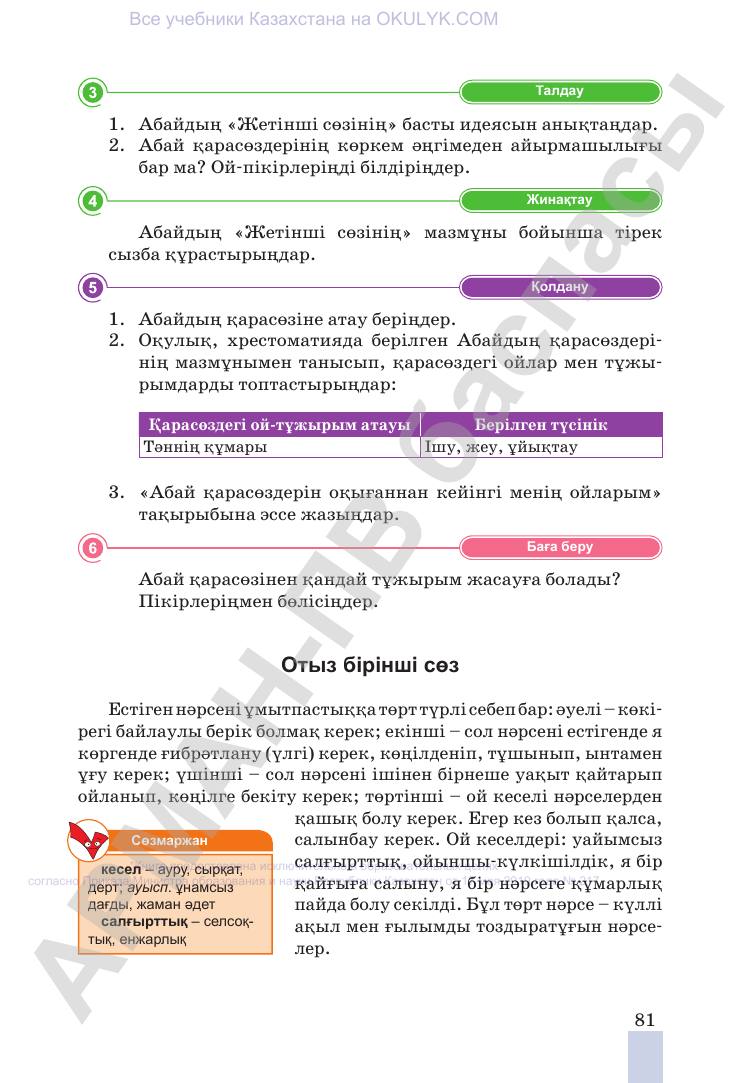 Все учебники Казахстана на OKULYK.COM
3
Талдау
1. Абайдың «Жетінші сөзінің» басты идеясын анықтаңдар.
2. Абай қарасөздерінің көркем әңгімеден айырмашылығы
бар ма? Ой-пікірлеріңді білдіріңдер.
4
Жинақтау
Абайдың «Жетінші сөзінің» мазмұны бойынша тірек
сызба құрастырыңдар.
5
Қолдану
1. Абайдың қарасөзіне атау беріңдер.
2. Оқулық, хрестоматияда берілген Абайдың қарасөздері-
нің мазмұнымен танысып, қарасөздегі ойлар мен тұжы-
рымдарды топтастырыңдар:
Қарасөздегі ой-тұжырым атауы Берілген түсінік
Тәннің құмары Ішу, жеу, ұйықтау
3. «Абай қарасөздерін оқығаннан кейінгі менің ойларым»
тақырыбына эссе жазыңдар.
6
Баға беру
Абай қарасөзінен қандай тұжырым жасауға болады?
Пікірлеріңмен бөлісіңдер.
Отыз бірінші сөз
Естіген нәрсені ұмытпастыққа төрт түрлі себеп бар: әуелі – көкі-
регі байлаулы берік болмақ керек; екінші – сол нәрсені естігенде я
көргенде ғибрәтлану (үлгі) керек, көңілденіп, тұшынып, ынтамен
ұғу керек; үшінші – сол нәрсені ішінен бірнеше уақыт қайтарып
ойланып, көңілге бекіту керек; төртінші – ой кеселі нәрселерден
қашық болу керек. Егер кез болып қалса,
салынбау керек. Ой кеселдері: уайымсыз
салғырттық, ойыншы-күлкішілдік, я бір
қайғыға салыну, я бір нәрсеге құмарлық
пайда болу секілді. Бұл төрт нәрсе – күллі
ақыл мен ғылымды тоздыратұғын нәрсе-
лер.
Сөзмаржан
кесел – ауру, сырқат,
дерт; ауысп. ұнамсыз
дағды, жаман әдет
салғырттық – селсоқ-
тық, енжарлық
81
АРМАН-ПВ баспасы